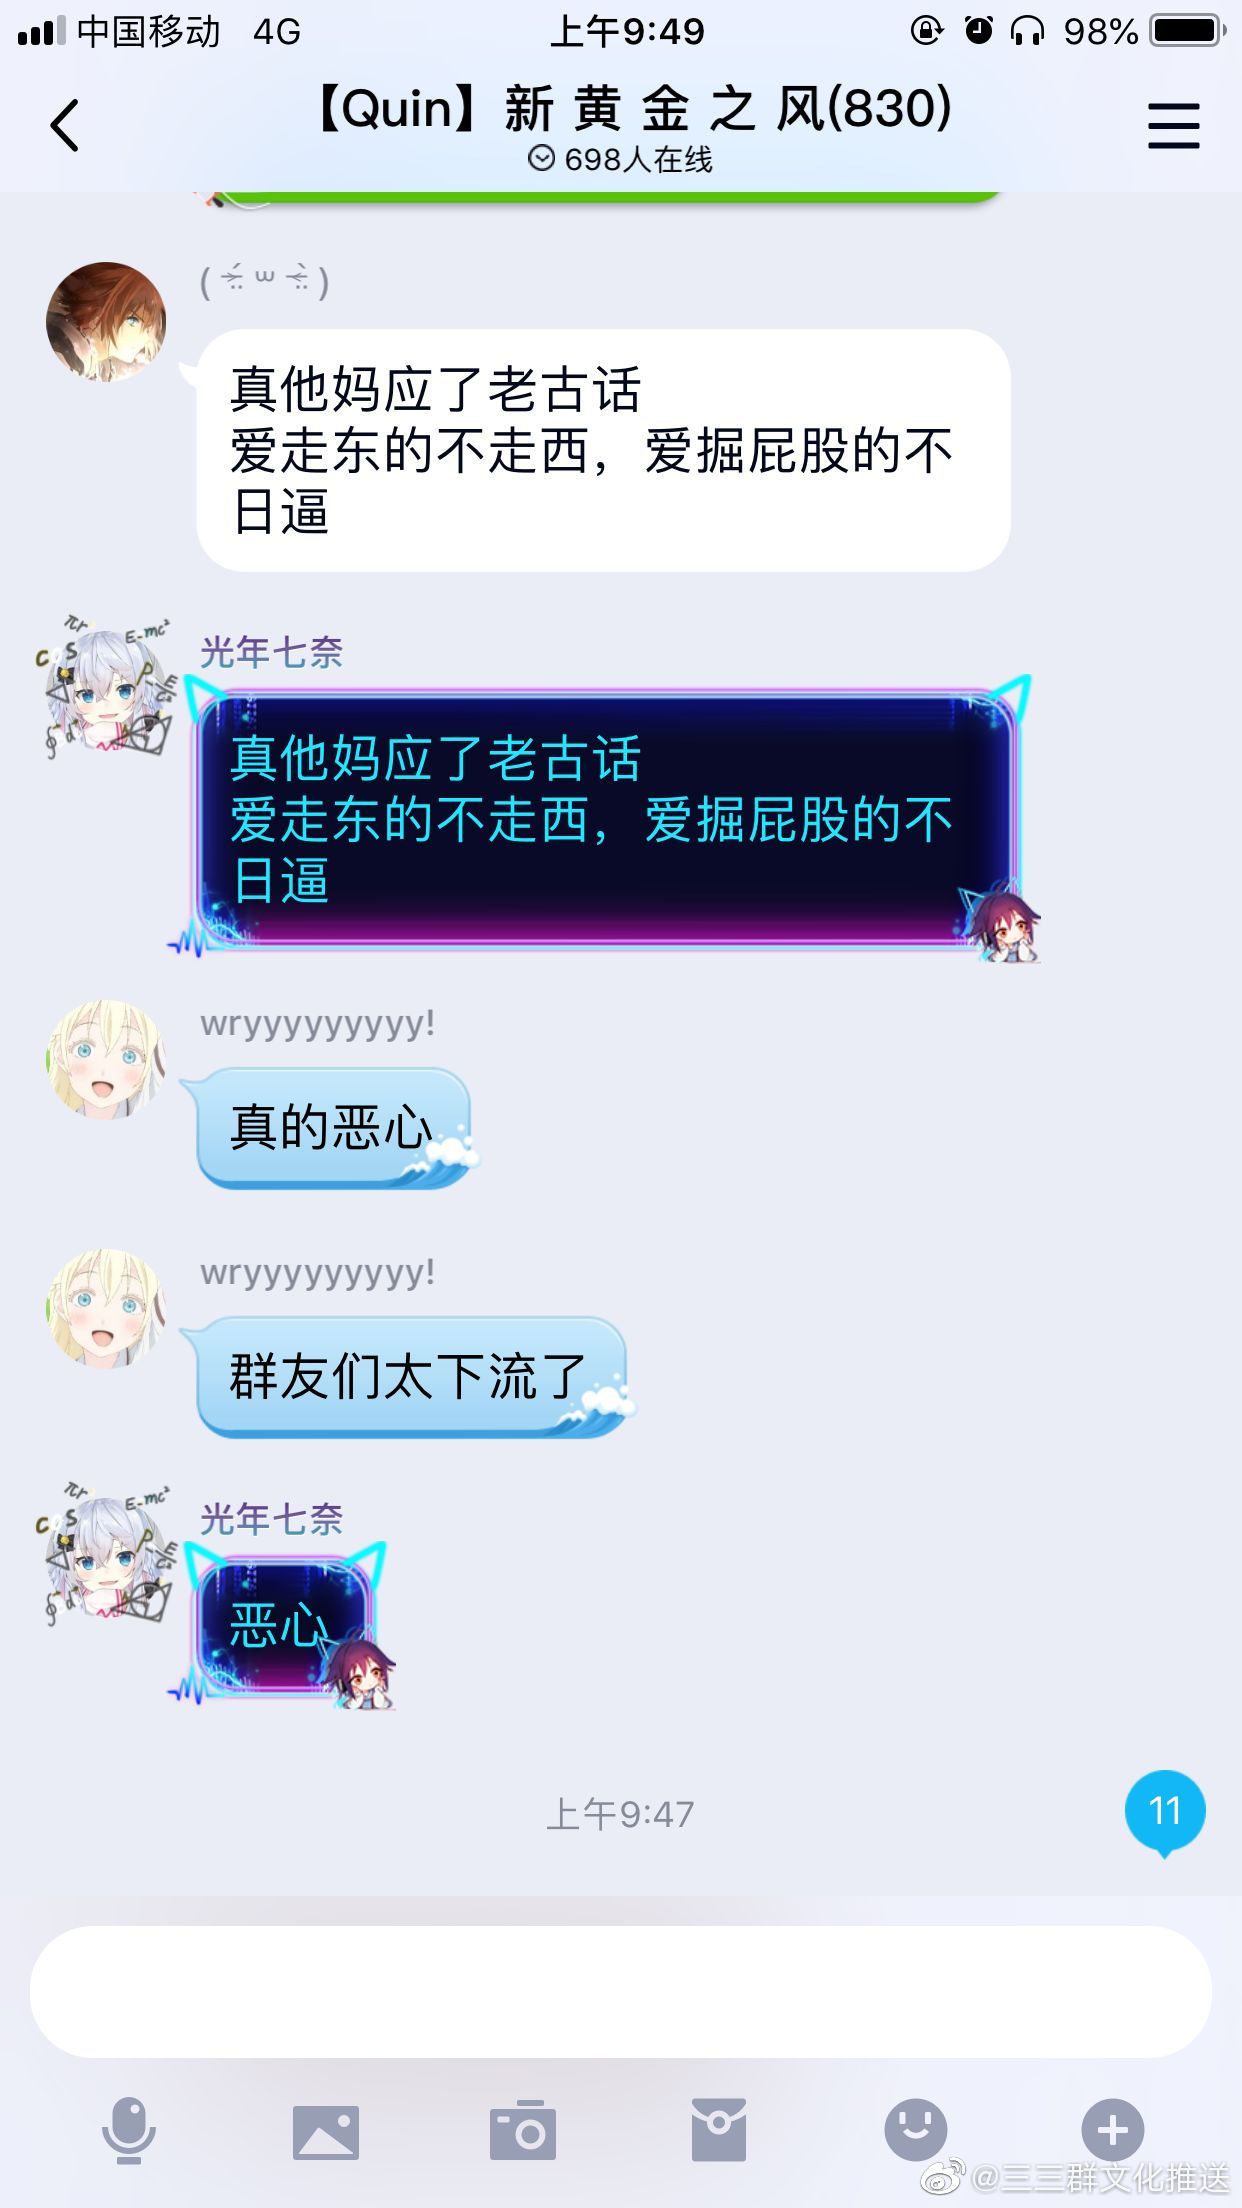 中国移动 4G 上午9:49 98%
【Quin】新 黄 金 之 风(830)
698人在线
真他妈应了老古话
爱走东的不走西，爱掘屁股的不
日逼
光年七奈
真他妈应了老古话
爱走东的不走西，爱掘屁股的不
日逼
wryyyyyyyyy!
真的恶心
wryyyyyyyyy!
群友们太下流了
光年七奈
恶心
上午9:47
11
@三三群文化推送